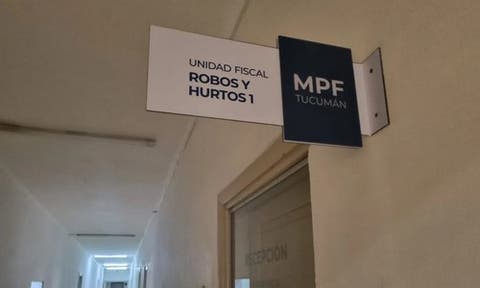 UNIDAD FISCAL
ROBOS Y
HURTOS 1
MPF
TUCUMÁN
RECEPCIÓN